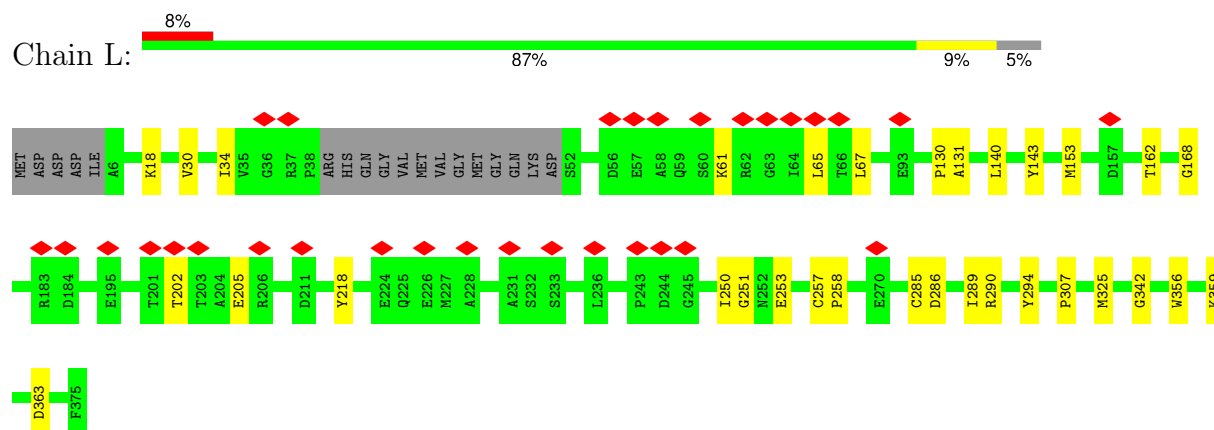 8%
Chain L:
87% 9% 5%
MET ASP ASP ASP ILE A6 K18 V30 I34 V35 G36 R37 P38 ARG HIS GLN GLY VAL MET VAL GLY MET GLY GLN LYS ASP S52 D56 E57 A58 Q59 S60 K61 R62 G63 I64 L65 T66 L67 E93 P130 A131 L140 Y143 M153 D157 T162 G168
R183 D184 E195 T201 T202 T203 A204 E205 R206 D211 Y218 E224 Q225 E226 M227 A228 A231 S232 S233 L236 P243 D244 G245 I250 G251 N252 E253 C257 P258 E270 C285 D286 I289 R290 Y294 P307 M325 G342 W356 K359
D363 F375